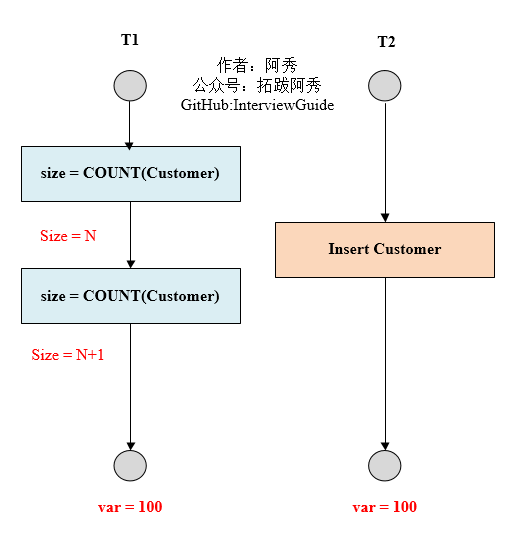 T1
T2
作者：阿秀
公众号：拓跋阿秀
GitHub:InterviewGuide
size = COUNT(Customer)
Size = N
Insert Customer
size = COUNT(Customer)
Size = N+1
var = 100
var = 100